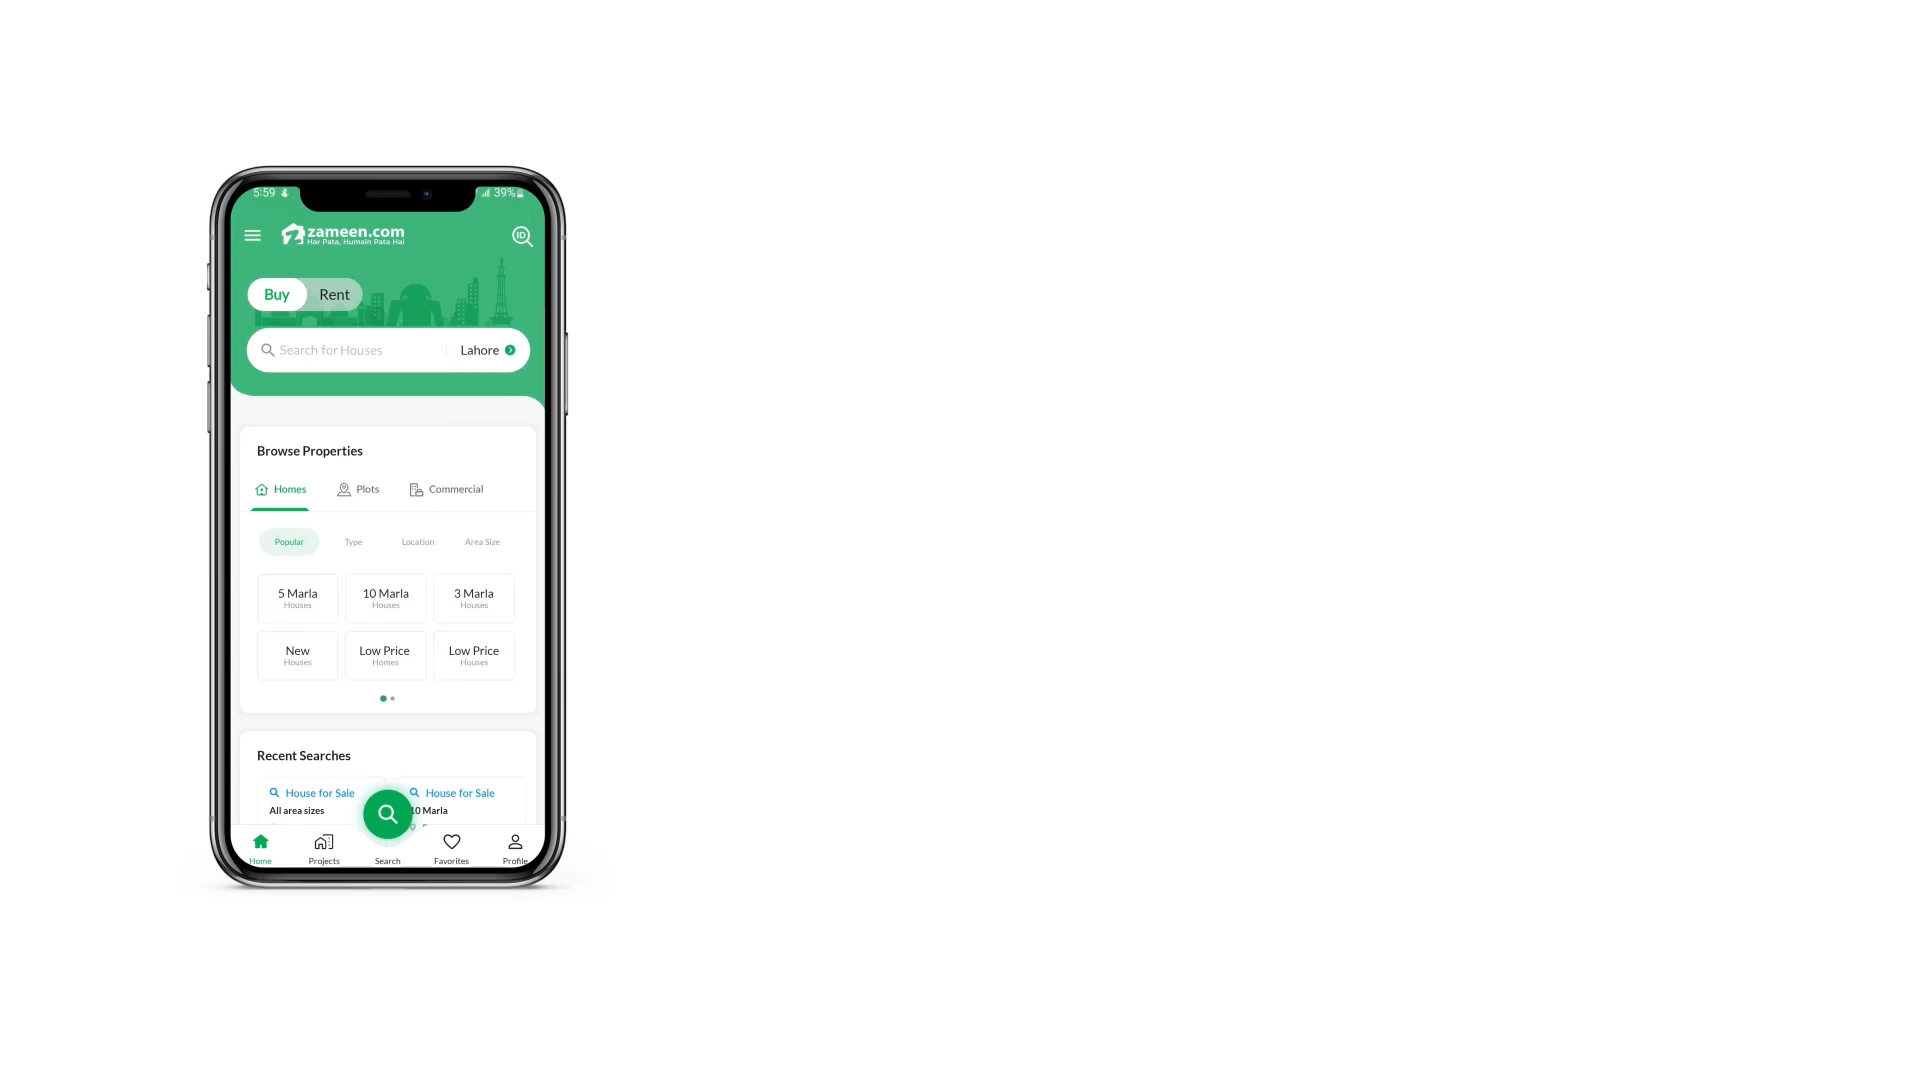 5:59
39%
zameen.com
Har Pata, Humain Pata Hai
ID
Buy Rent
Search for Houses Lahore
Browse Properties
Homes Plots Commercial
Popular Type Location Area Size
5 Marla 10 Marla 3 Marla
Houses Houses Houses
New Low Price Low Price
Houses Homes Houses
Recent Searches
House for Sale House for Sale
All area sizes 10 Marla
Home Projects Search Favorites Profile